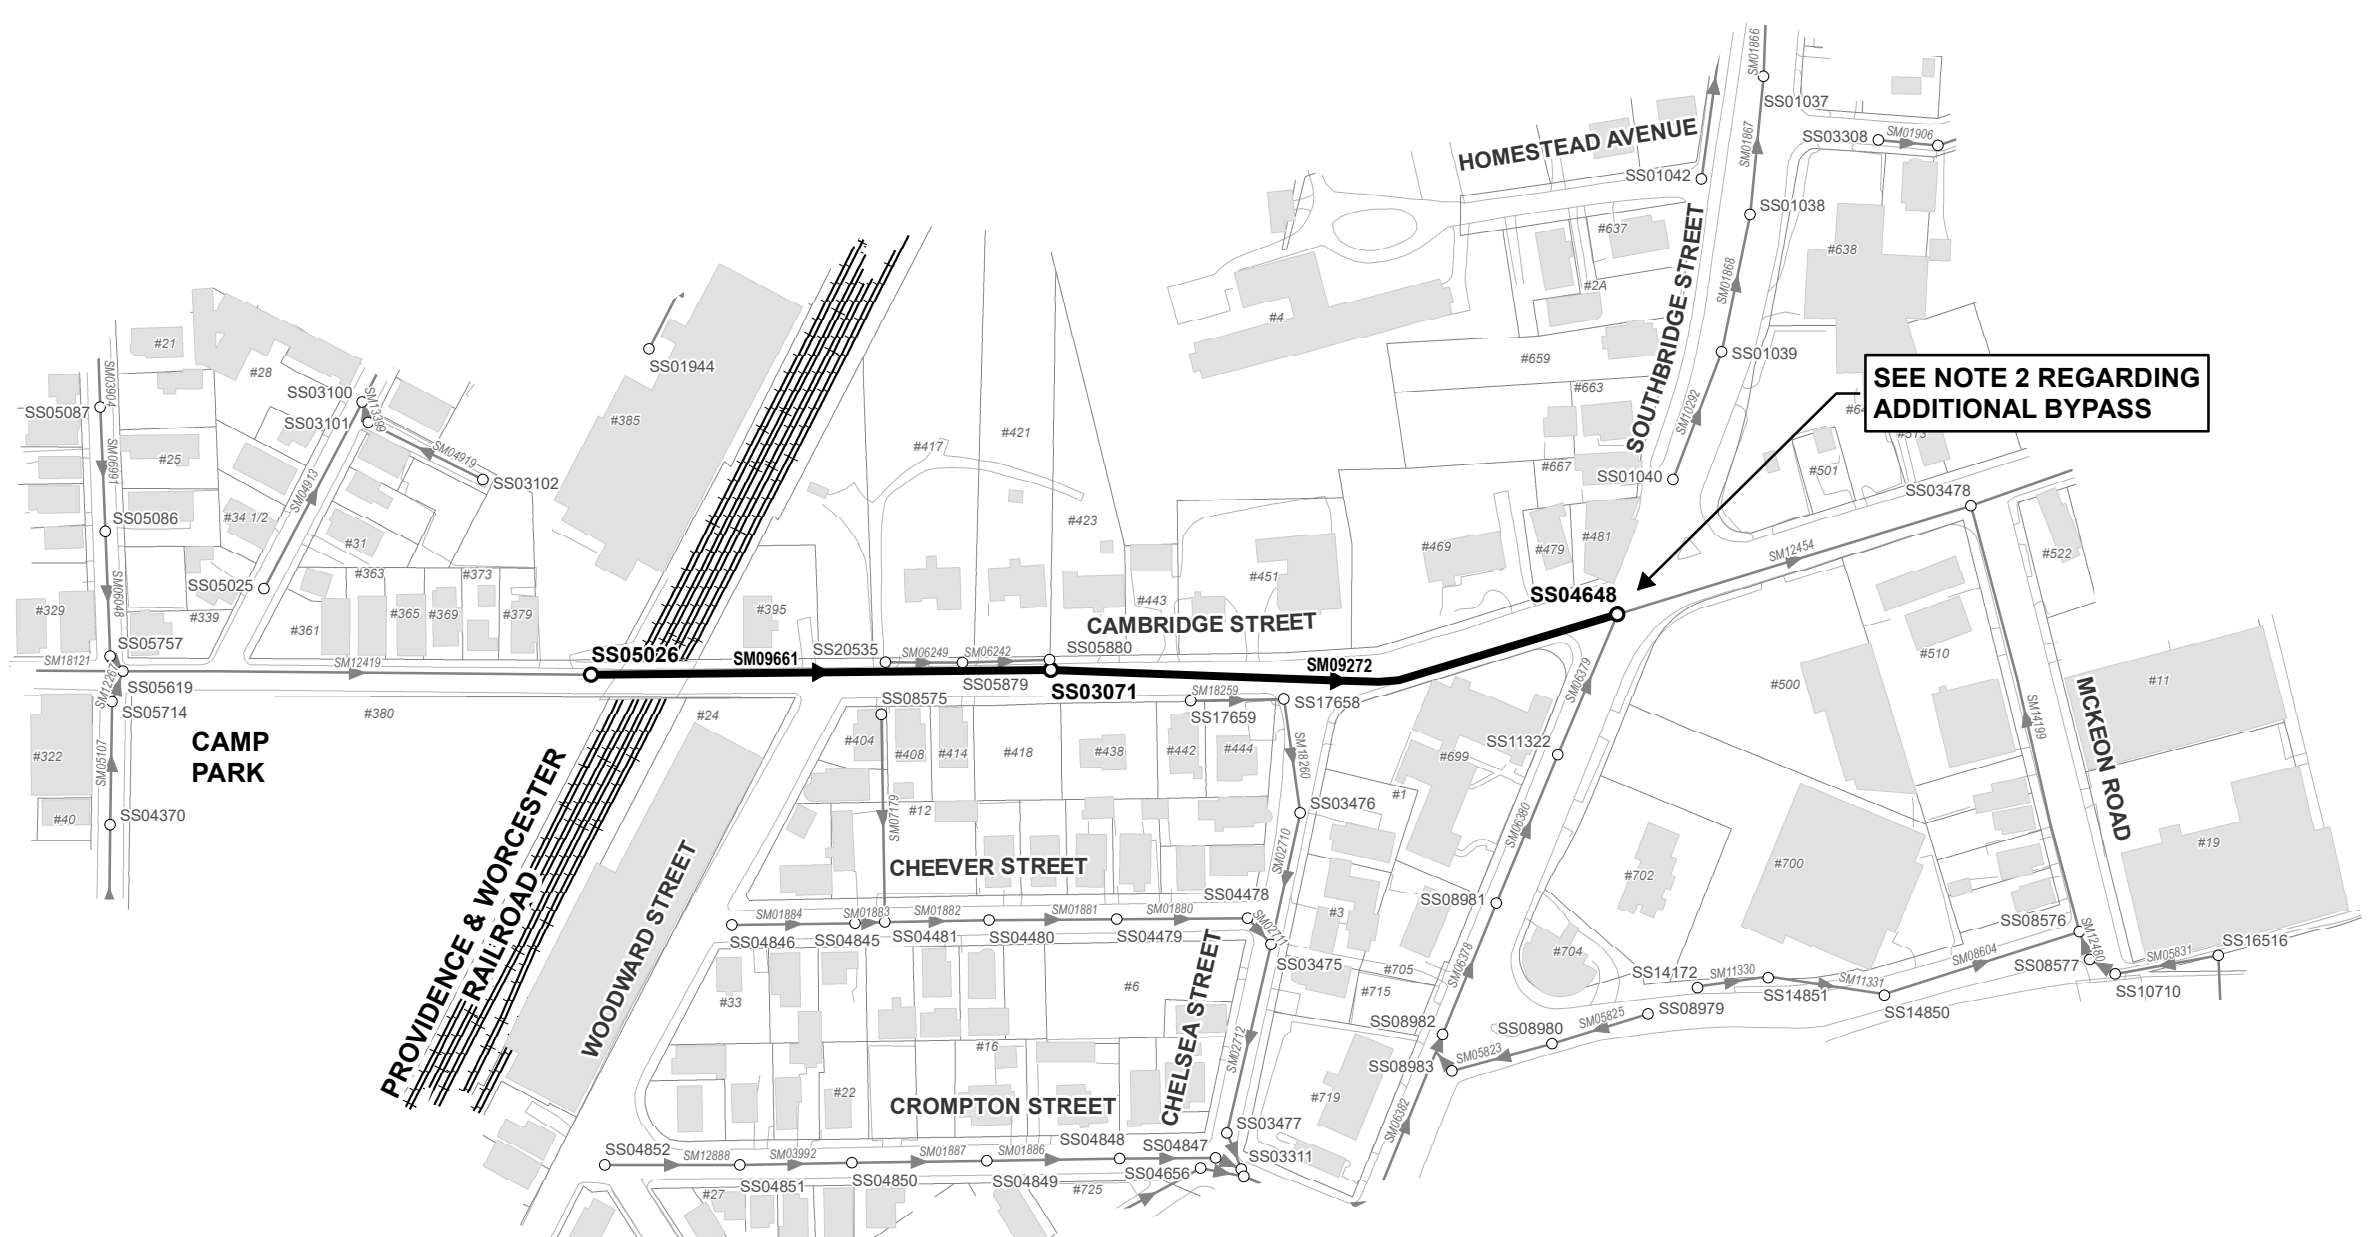 SM01866
SS01037
SM01867
SS03308
SM01906
HOMESTEAD AVENUE
SS01042
SS01038
#637
#638
SM01868
#2A
#4
SOUTHBRIDGE STREET
SS01039
#659
#663
#21
#28
SS01944
SM03904
SS05087
SS03100
SM13399
SS03101
#385
SM10292
SEE NOTE 2 REGARDING
ADDITIONAL BYPASS
#513
#417
#421
SM06991
#25
SM04919
SS03102
#667
SS01040
#501
SM04913
SS03478
SS05086
#34 1/2
#31
#423
#469
#479
#481
SM12454
#522
#363
#373
SM06048
SS05025
#451
#510
#329
#339
#361
#365
#369
#379
#395
#443
CAMBRIDGE STREET
SS04648
SS05757
SM18121
SM12419
SS05026
SM09661
SS20535
SM06249
SM06242
SS05880
SM09272
SM06379
#500
#11
SS05619
SS05879
SS03071
SS05714
#380
#24
SS08575
SM18259
SS17658
SS17659
MCKEON ROAD
SM14199
CAMP
PARK
#322
SM05107
#404
#408
#414
#418
#438
#442
#444
SM18260
SS11322
#699
#1
#40
SS04370
PROVIDENCE & WORCESTER
RAILROAD
WOODWARD STREET
SM07179
#12
SS03476
SM02710
SM06380
#702
#700
#19
CHEEVER STREET
SS04478
SS08981
#3
SM01884
SM01883
SM01882
SM01881
SM01880
SM02711
SS04846
SS04845
SS04481
SS04480
SS04479
SS03475
SM06378
#704
SS08576
SM12480
SS16516
SM05831
SS08577
SM08604
SS10710
#33
#6
CHELSEA STREET
#705
#715
SS14172
SM11330
SS14851
SM11331
SS14850
SS08979
SM05825
SS08980
SS08982
SM05823
SS08983
#16
SM02712
#22
CROMPTON STREET
#719
SM06382
SS03477
SS04852
SM12888
SM03992
SM01887
SM01886
SS04848
SS04847
SS03311
SS04656
SS04851
SS04850
SS04849
#27
#725